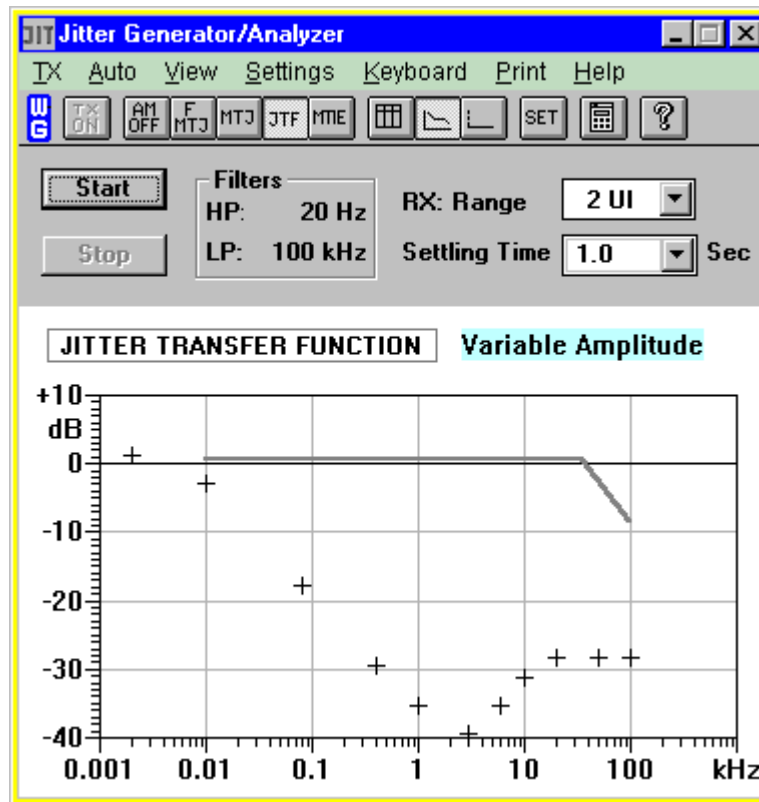 JIT Jitter Generator/Analyzer
TX Auto View Settings Keyboard Print Help
WG TX ON AM OFF F MTJ MTJ JTF MTIE SET ?
Start
Stop
Filters
HP: 20 Hz
LP: 100 kHz
RX: Range 2 UI
Settling Time 1.0 Sec
JITTER TRANSFER FUNCTION Variable Amplitude
+10
dB
0
-10
-20
-30
-40
0.001 0.01 0.1 1 10 100 kHz